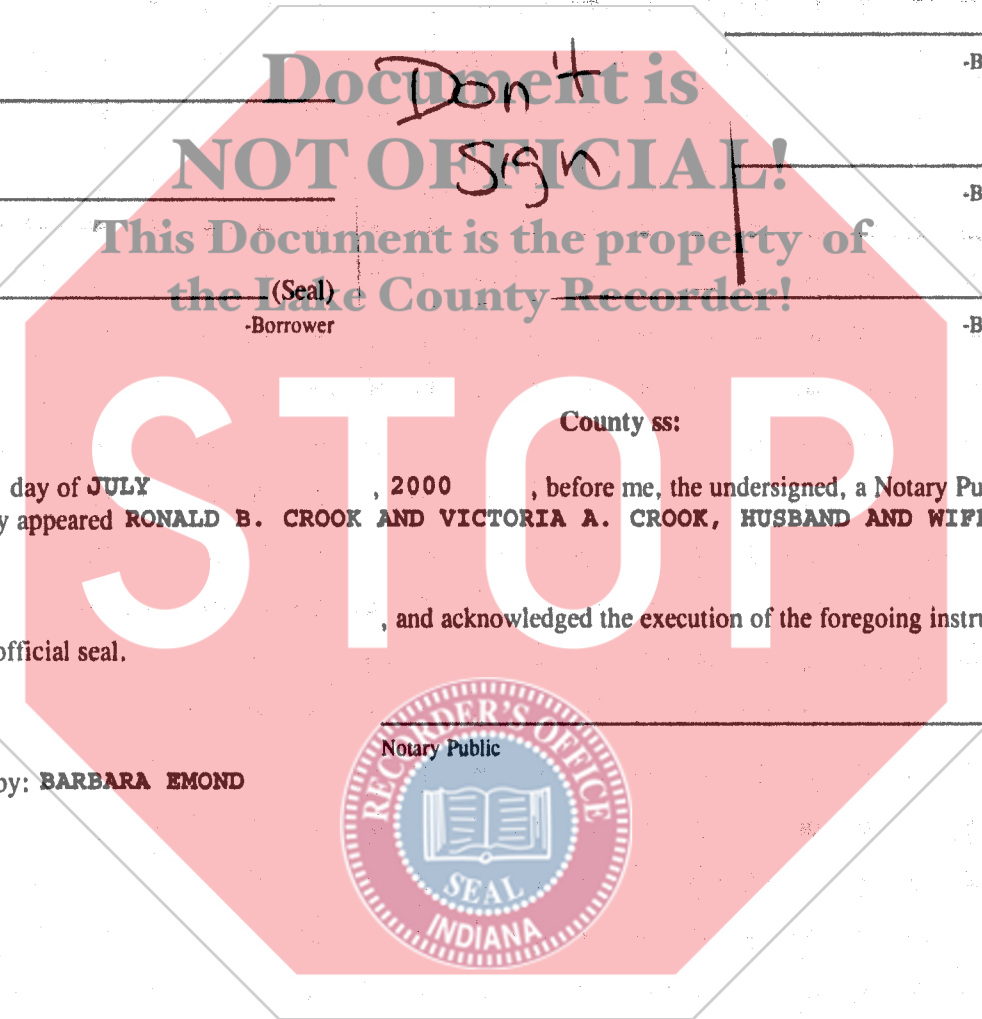 Document is
Don't
NOT OFFICIAL!
Sign
This Document is the property of
the Lake County Recorder!
(Seal)
-Borrower
-B
-B
-B
STOP
County ss:
day of JULY , 2000 , before me, the undersigned, a Notary Pu
y appeared RONALD B. CROOK AND VICTORIA A. CROOK, HUSBAND AND WIF
, and acknowledged the execution of the foregoing instru
official seal.
Notary Public
by: BARBARA EMOND
RECORDER'S OFFICE
SEAL
INDIANA